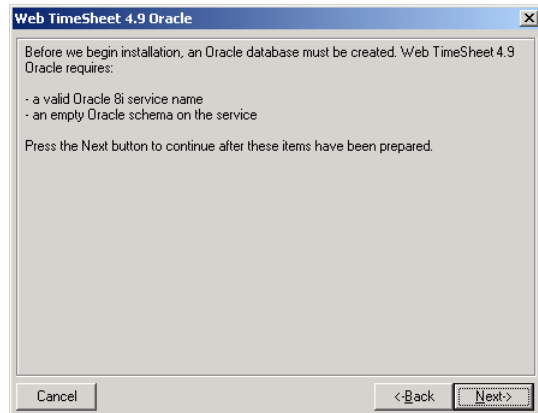 Web TimeSheet 4.9 Oracle
Before we begin installation, an Oracle database must be created. Web TimeSheet 4.9
Oracle requires:
- a valid Oracle 8i service name
- an empty Oracle schema on the service
Press the Next button to continue after these items have been prepared.
Cancel
<-Back
Next->